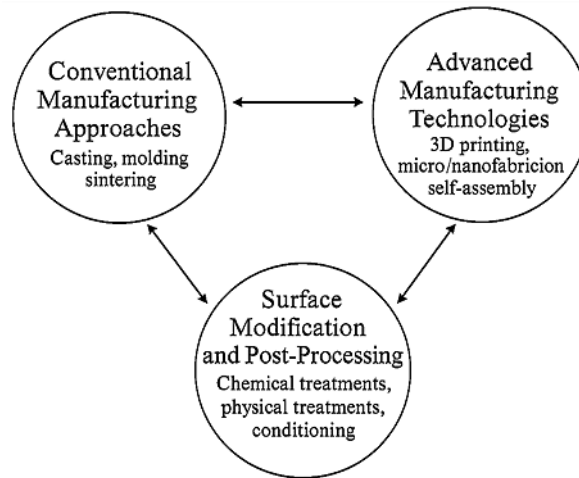 Conventional
Manufacturing
Approaches
Casting, molding
sintering
Advanced
Manufacturing
Technologies
3D printing,
micro/nanofabricion
self-assembly
Surface
Modification
and Post-Processing
Chemical treatments,
physical treatments,
conditioning